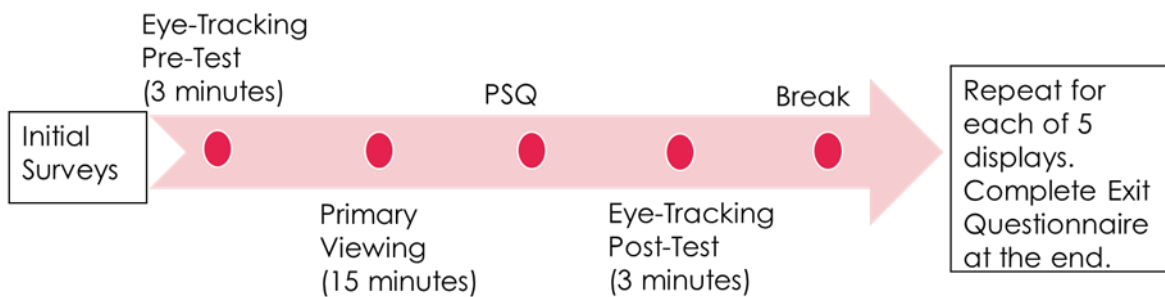 Initial
Surveys
Eye-Tracking
Pre-Test
(3 minutes)
Primary
Viewing
(15 minutes)
PSQ
Eye-Tracking
Post-Test
(3 minutes)
Break
Repeat for
each of 5
displays.
Complete Exit
Questionnaire
at the end.